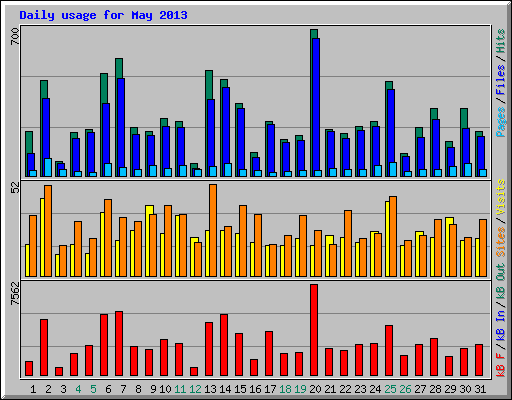 Daily usage for May 2013
700
Pages / Files / Hits
52
Sites / Visits
7562
kB F / kB In / kB Out
1 2 3 4 5 6 7 8 9 10 11 12 13 14 15 16 17 18 19 20 21 22 23 24 25 26 27 28 29 30 31